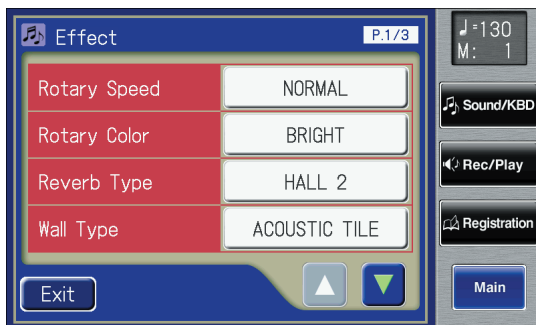 Effect P.1/3
Rotary Speed NORMAL
Rotary Color BRIGHT
Reverb Type HALL 2
Wall Type ACOUSTIC TILE
Exit
♩=130
M: 1
Sound/KBD
Rec/Play
Registration
Main